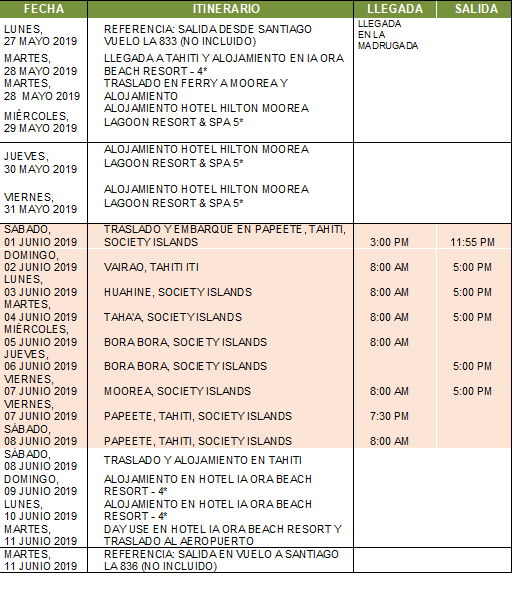 FECHA ITINERARIO LLEGADA SALIDA
LUNES,
27 MAYO 2019 REFERENCIA: SALIDA DESDE SANTIAGO
VUELO LA 833 (NO INCLUIDO) LLEGADA
EN LA
MADRUGADA
MARTES,
28 MAYO 2019 LLEGADA A TAHITI Y ALOJAMIENTO EN IA ORA
BEACH RESORT - 4*
MARTES,
28 MAYO 2019 TRASLADO EN FERRY A MOOREA Y
ALOJAMIENTO
MIÉRCOLES,
29 MAYO 2019 ALOJAMIENTO HOTEL HILTON MOOREA
LAGOON RESORT & SPA 5*
JUEVES,
30 MAYO 2019 ALOJAMIENTO HOTEL HILTON MOOREA
LAGOON RESORT & SPA 5*
VIERNES,
31 MAYO 2019 ALOJAMIENTO HOTEL HILTON MOOREA
LAGOON RESORT & SPA 5*
SABADO,
01 JUNIO 2019 TRASLADO Y EMBARQUE EN PAPEETE, TAHITI,
SOCIETY ISLANDS 3:00 PM 11:55 PM
DOMINGO,
02 JUNIO 2019 VAIRAO, TAHITI ITI 8:00 AM 5:00 PM
LUNES,
03 JUNIO 2019 HUAHINE, SOCIETY ISLANDS 8:00 AM 5:00 PM
MARTES,
04 JUNIO 2019 TAHA'A, SOCIETY ISLANDS 8:00 AM 5:00 PM
MIÉRCOLES,
05 JUNIO 2019 BORA BORA, SOCIETY ISLANDS 8:00 AM
JUEVES,
06 JUNIO 2019 BORA BORA, SOCIETY ISLANDS 5:00 PM
VIERNES,
07 JUNIO 2019 MOOREA, SOCIETY ISLANDS 8:00 AM 5:00 PM
VIERNES,
07 JUNIO 2019 PAPEETE, TAHITI, SOCIETY ISLANDS 7:30 PM
SÁBADO,
08 JUNIO 2019 PAPEETE, TAHITI, SOCIETY ISLANDS 8:00 AM
SÁBADO,
08 JUNIO 2019 TRASLADO Y ALOJAMIENTO EN TAHITI
DOMINGO,
09 JUNIO 2019 ALOJAMIENTO EN HOTEL IA ORA BEACH
RESORT - 4*
LUNES,
10 JUNIO 2019 ALOJAMIENTO EN HOTEL IA ORA BEACH
RESORT - 4*
MARTES,
11 JUNIO 2019 DAY USE EN HOTEL IA ORA BEACH RESORT Y
TRASLADO AL AEROPUERTO
MARTES,
11 JUNIO 2019 REFERENCIA: SALIDA EN VUELO A SANTIAGO
LA 836 (NO INCLUIDO)